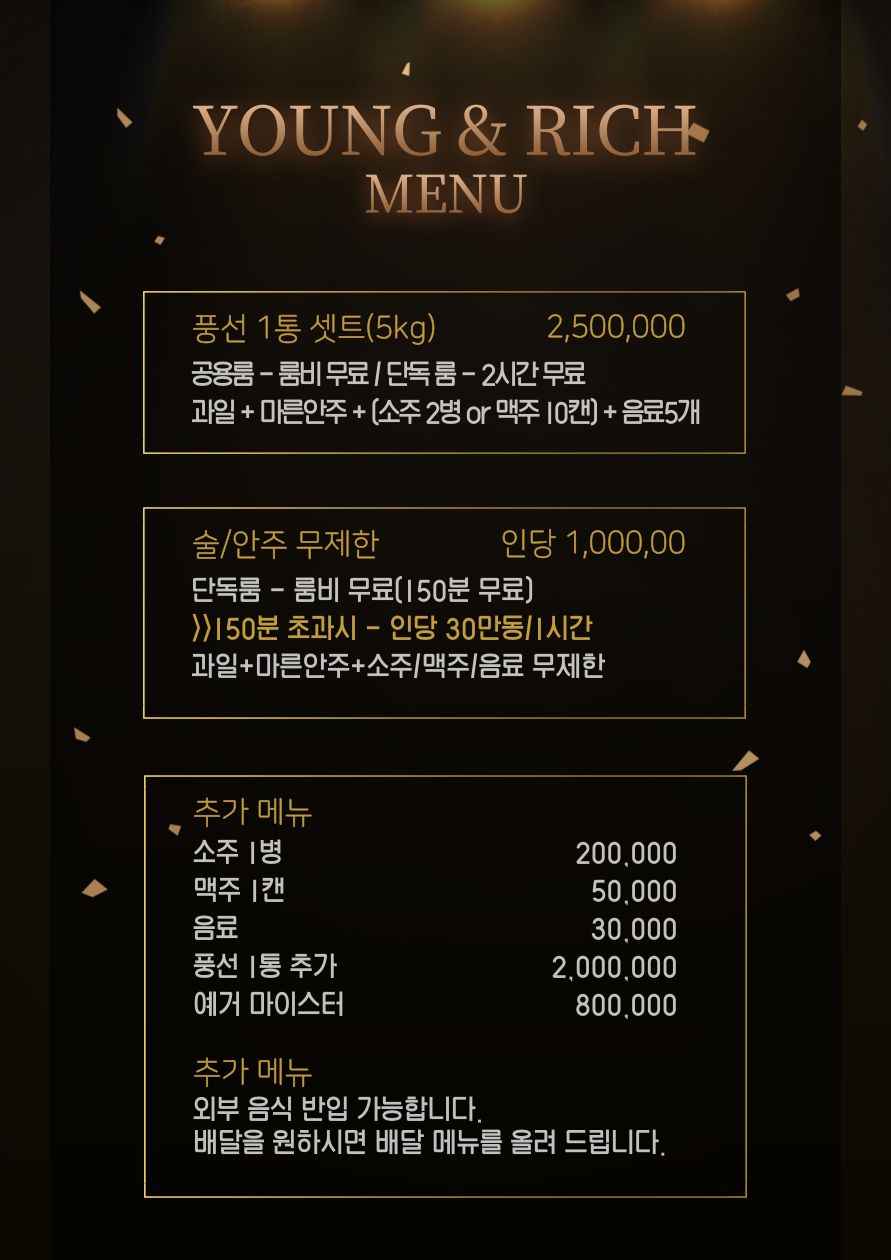 YOUNG & RICH
MENU
풍선 1통 셋트(5kg) 2,500,000
공용룸 - 룸비 무료 / 단독 룸 - 2시간 무료
과일 + 마른안주 + (소주 2병 or 맥주 10캔) + 음료5개
술/안주 무제한 인당 1,000,00
단독룸 - 룸비 무료(150분 무료)
>>150분 초과시 - 인당 30만동/1시간
과일+마른안주+소주/맥주/음료 무제한
추가 메뉴
소주 1병 200,000
맥주 1캔 50,000
음료 30,000
풍선 1통 추가 2,000,000
예거 마이스터 800,000
추가 메뉴
외부 음식 반입 가능합니다.
배달을 원하시면 배달 메뉴를 올려 드립니다.